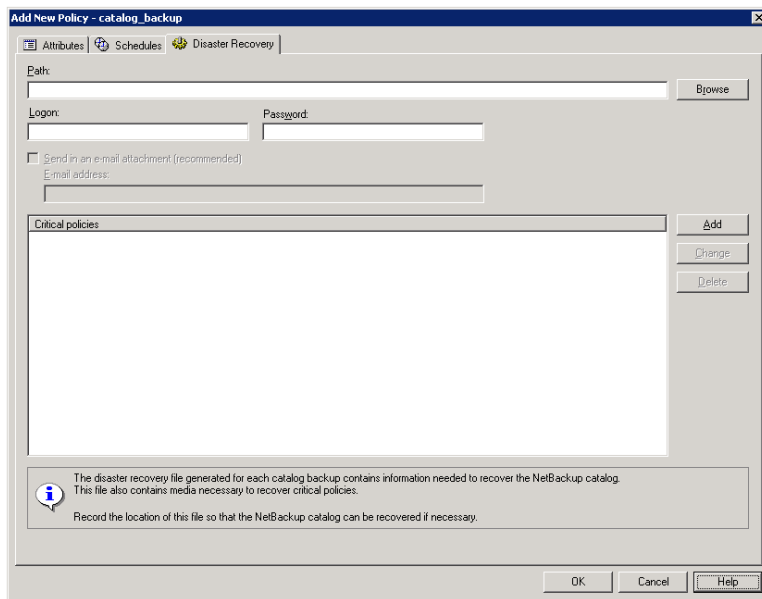 Add New Policy - catalog_backup
Attributes
Schedules
Disaster Recovery
Path:
Browse
Logon:
Password:
Send in an e-mail attachment (recommended)
E-mail address:
Critical policies
Add
Change
Delete
The disaster recovery file generated for each catalog backup contains information needed to recover the NetBackup catalog.
This file also contains media necessary to recover critical policies.
Record the location of this file so that the NetBackup catalog can be recovered if necessary.
OK
Cancel
Help